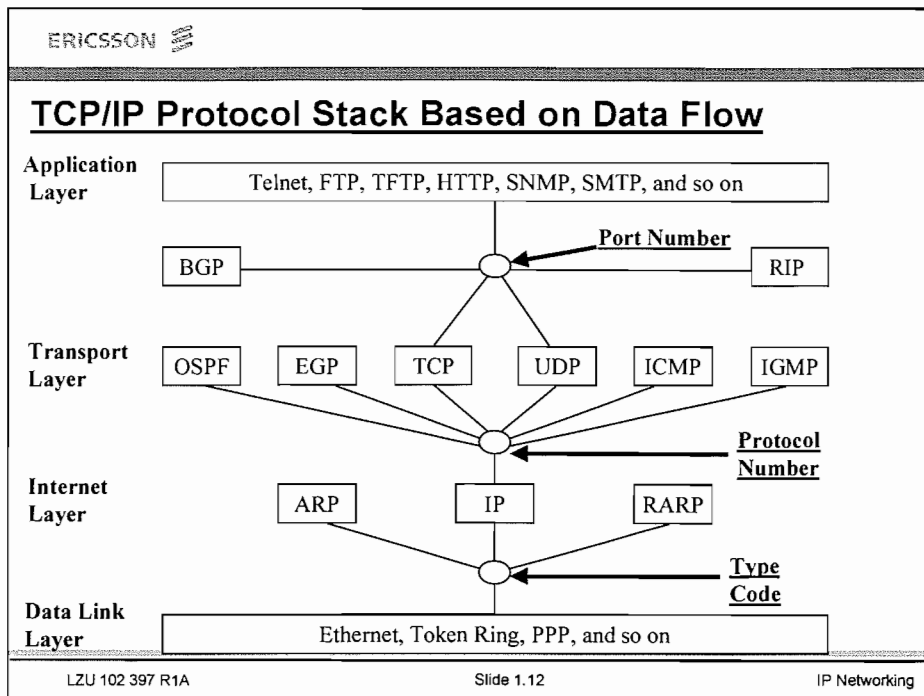 ERICSSON
TCP/IP Protocol Stack Based on Data Flow
Application
Layer
Telnet, FTP, TFTP, HTTP, SNMP, SMTP, and so on
Port Number
BGP
RIP
Transport
Layer
OSPF
EGP
TCP
UDP
ICMP
IGMP
Protocol
Number
Internet
Layer
ARP
IP
RARP
Type
Code
Data Link
Layer
Ethernet, Token Ring, PPP, and so on
LZU 102 397 R1A
Slide 1.12
IP Networking